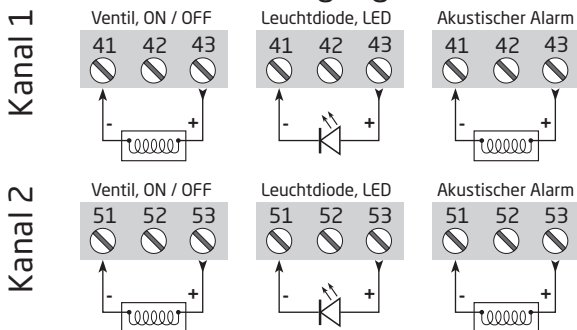 Kanal 1
Ventil, ON / OFF Leuchtdiode, LED Akustischer Alarm
41 42 43 41 42 43 41 42 43
- + - + - +
Kanal 2
Ventil, ON / OFF Leuchtdiode, LED Akustischer Alarm
51 52 53 51 52 53 51 52 53
- + - + - +